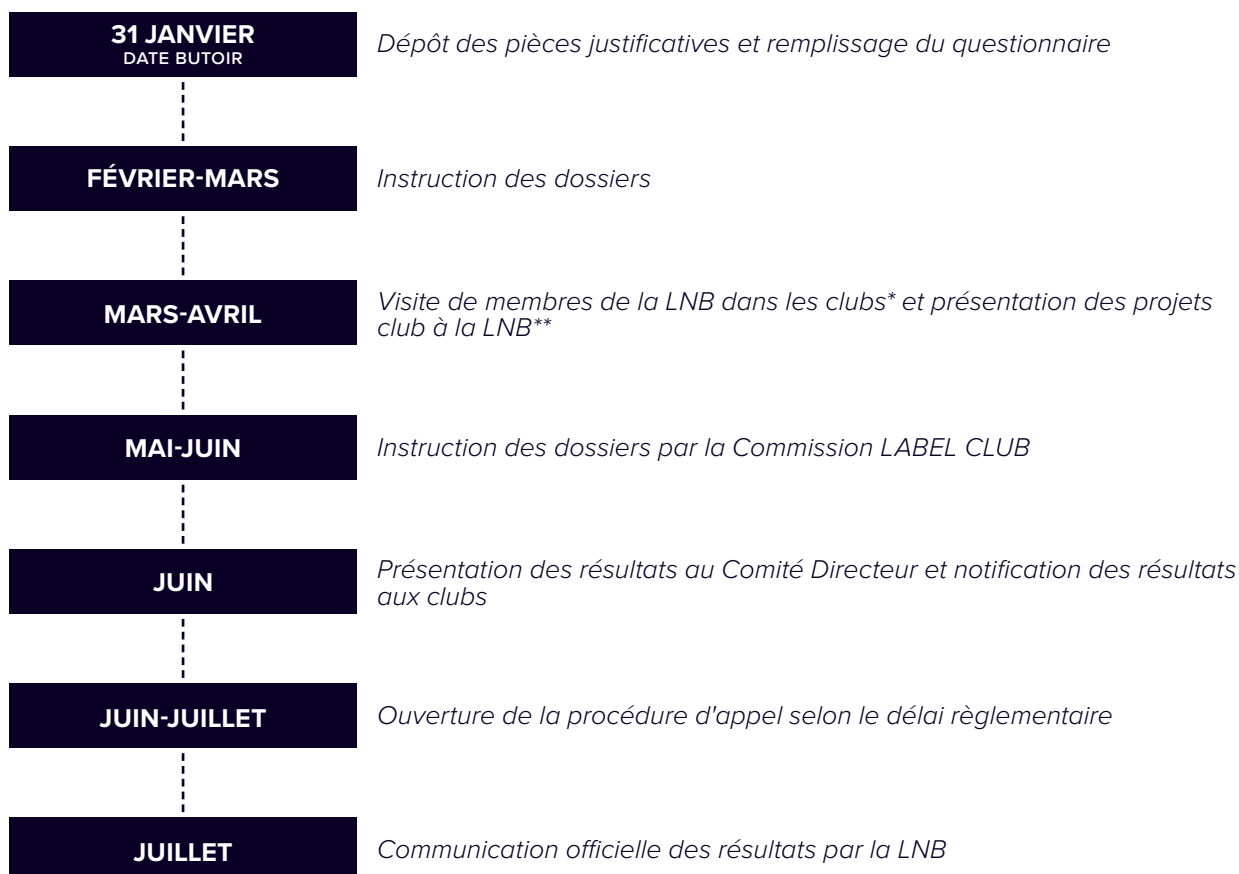 31 JANVIER
DATE BUTOIR
Dépôt des pièces justificatives et remplissage du questionnaire
FÉVRIER-MARS
Instruction des dossiers
MARS-AVRIL
Visite de membres de la LNB dans les clubs* et présentation des projets
club à la LNB**
MAI-JUIN
Instruction des dossiers par la Commission LABEL CLUB
JUIN
Présentation des résultats au Comité Directeur et notification des résultats
aux clubs
JUIN-JUILLET
Ouverture de la procédure d'appel selon le délai règlementaire
JUILLET
Communication officielle des résultats par la LNB